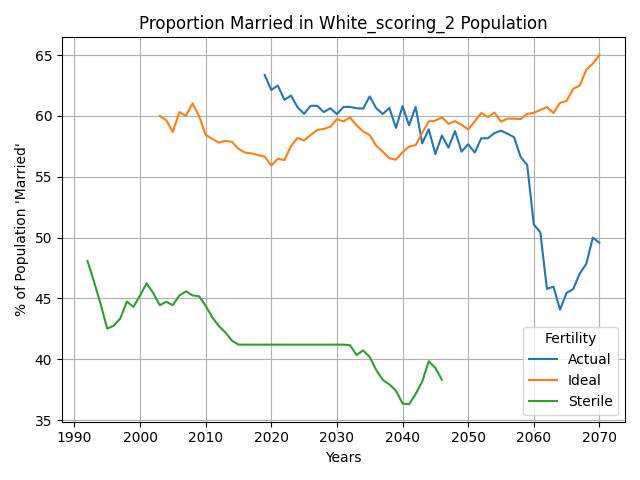 Proportion Married in White_scoring_2 Population
% of Population 'Married'
65
60
55
50
45
40
35
1990
2000
2010
2020
2030
2040
2050
2060
2070
Years
Fertility
Actual
Ideal
Sterile